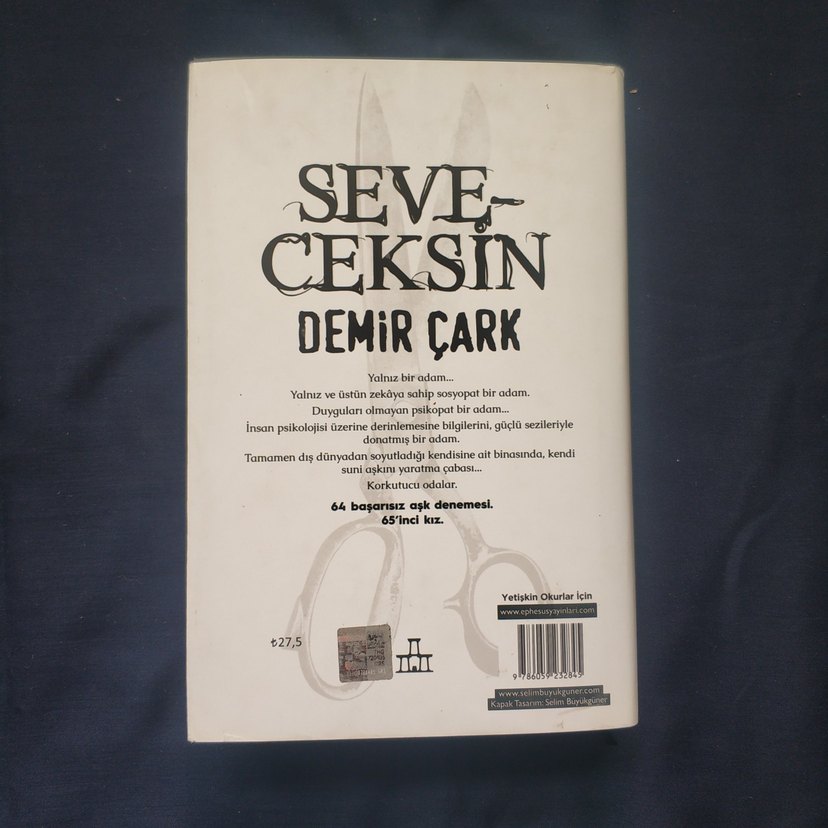 SEVE-
CEKSİN
DEMİR ÇARK
Yalnız bir adam...
Yalnız ve üstün zekâya sahip sosyopat bir adam.
Duyguları olmayan psikopat bir adam...
İnsan psikolojisi üzerine derinlemesine bilgilerini, güçlü sezileriyle
donatmış bir adam.
Tamamen dış dünyadan soyutladığı kendisine ait binasında, kendi
suni aşkını yaratma çabası...
Korkutucu odalar.
64 başarısız aşk denemesi.
65'inci kız.
Yetişkin Okurlar İçin
www.ephesusyayinlari.com
₺27,5
9 786059 232845
www.selimbuyukguner.com
Kapak Tasarım: Selim Büyükgüner